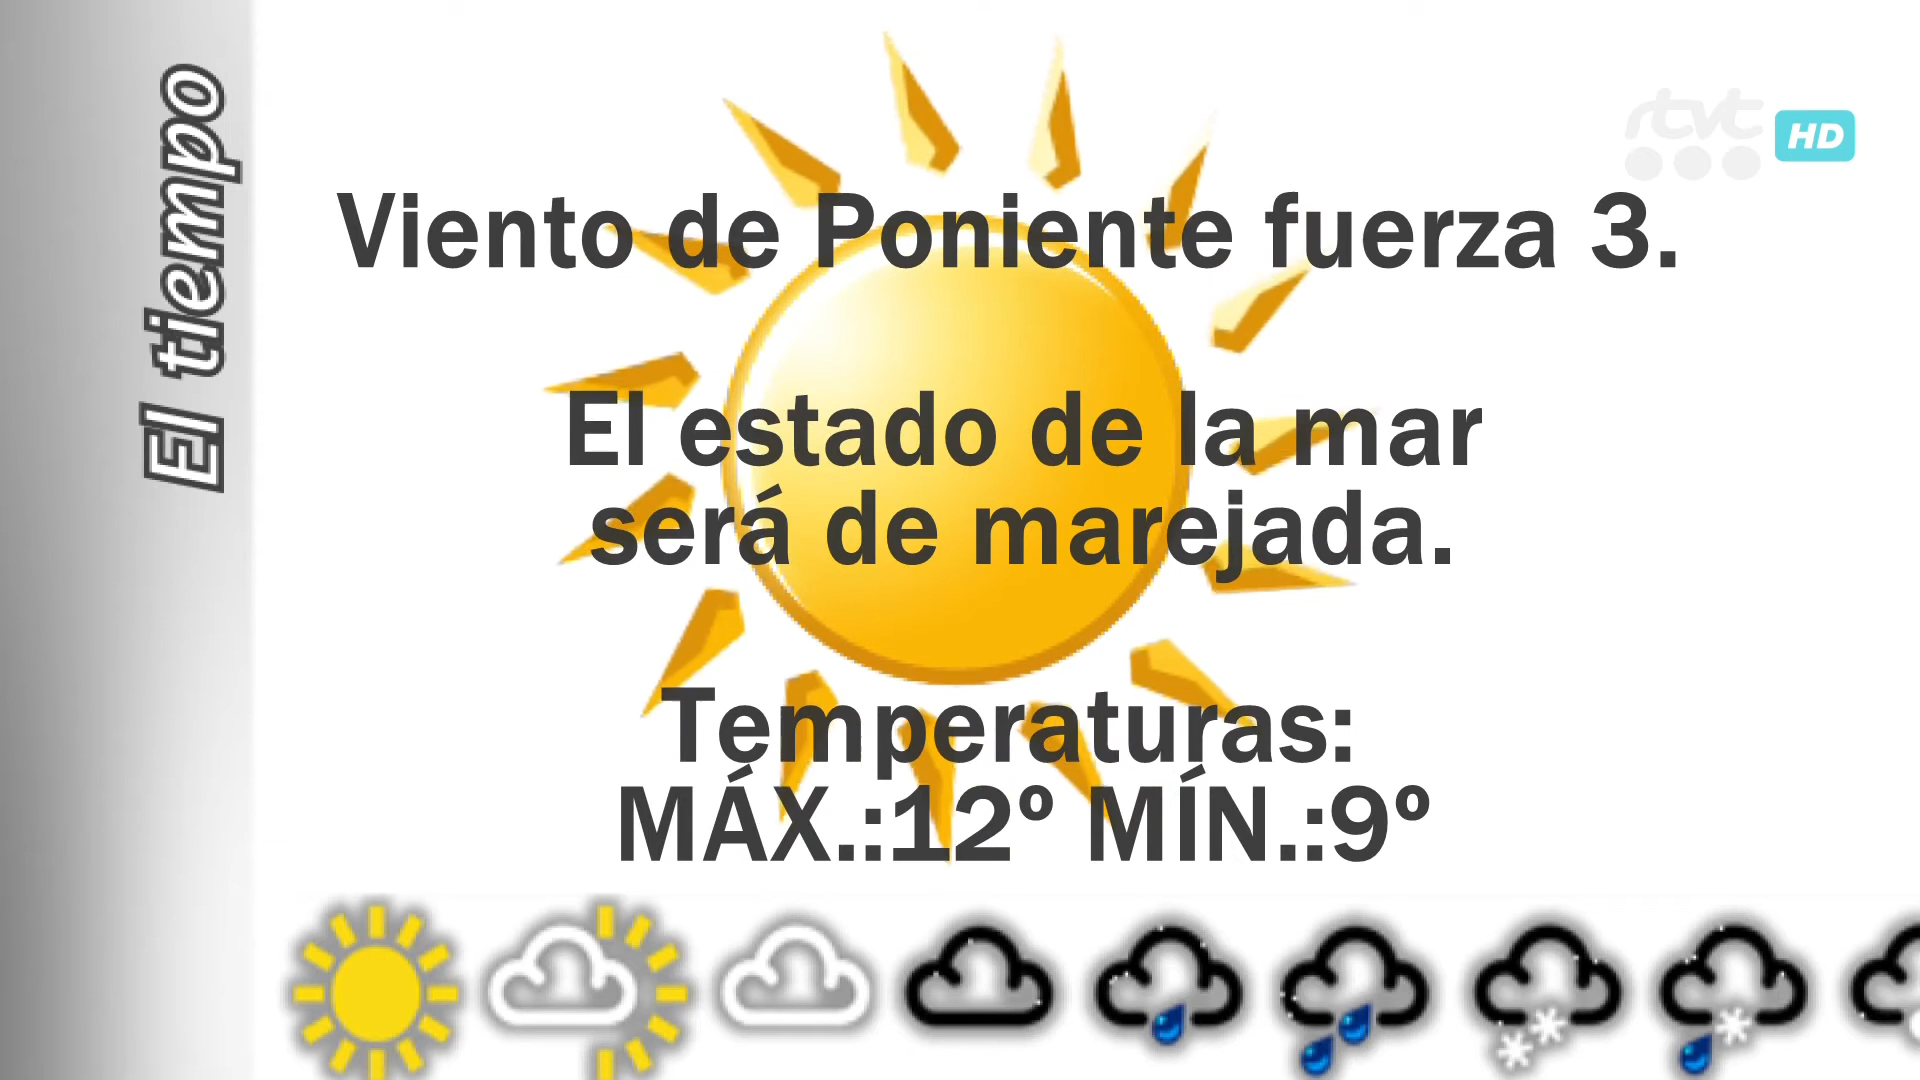 El tiempo
rtvt HD
Viento de Poniente fuerza 3.
El estado de la mar
será de marejada.
Temperaturas:
MÁX.:12º MÍN.:9º